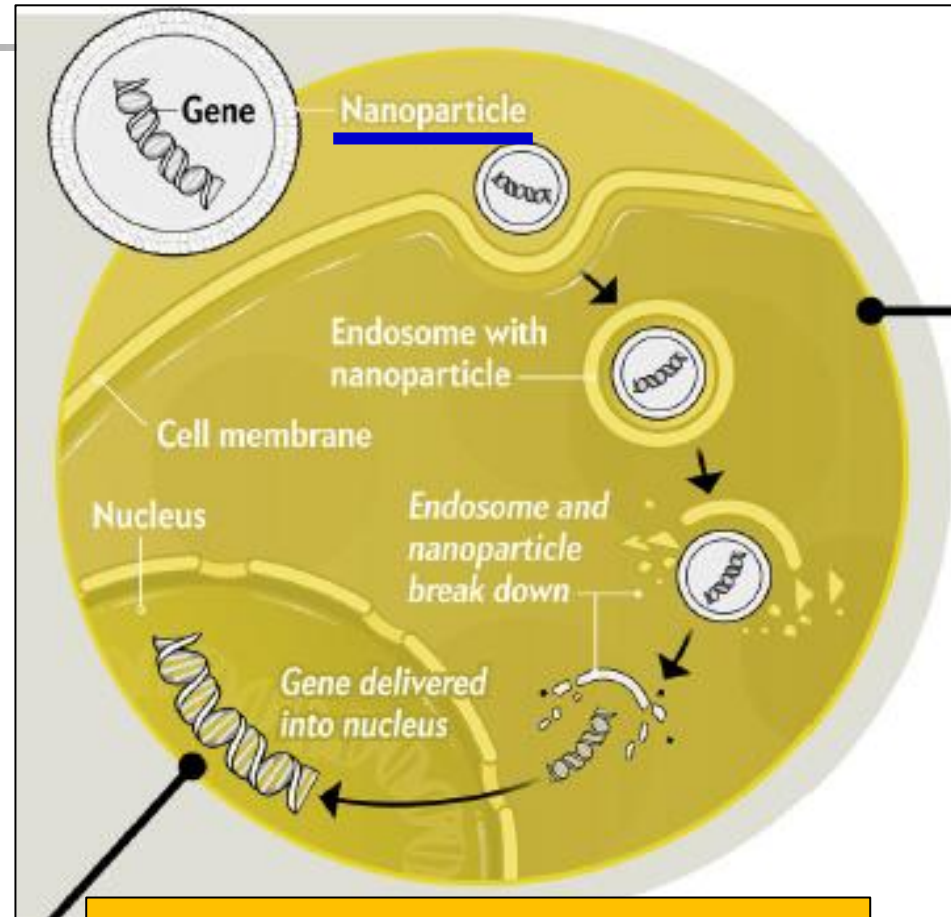 Gene
Nanoparticle
Endosome with
nanoparticle
Cell membrane
Nucleus
Endosome and
nanoparticle
break down
Gene delivered
into nucleus